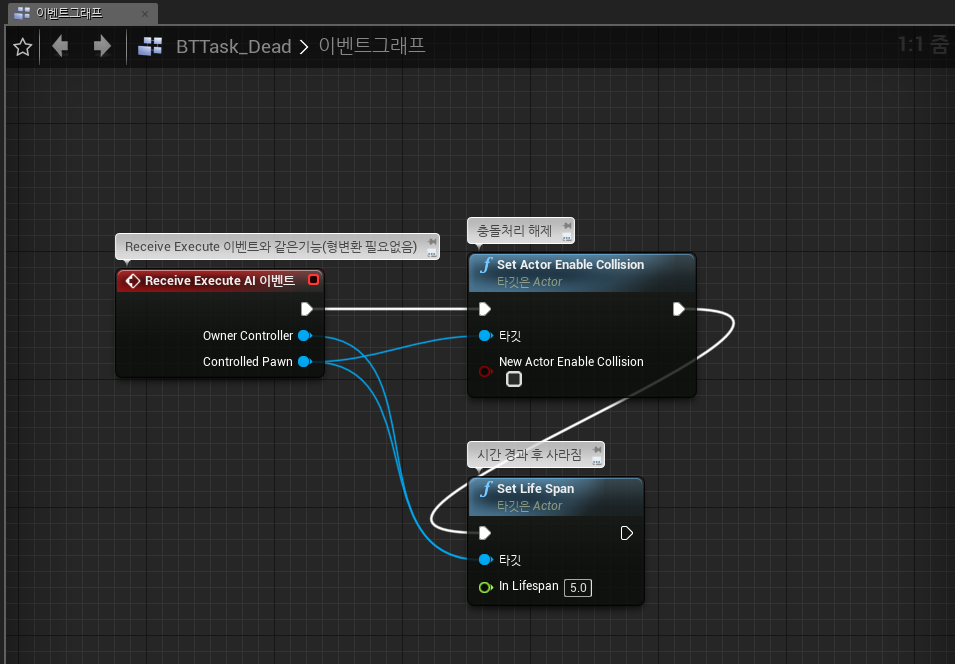 이벤트그래프
BTTask_Dead > 이벤트그래프
1:1 줌
Receive Execute 이벤트와 같은기능(형변환 필요없음)
Receive Execute AI 이벤트
Owner Controller
Controlled Pawn
충돌처리 해제
Set Actor Enable Collision
타깃은 Actor
타깃
New Actor Enable Collision
시간 경과 후 사라짐
Set Life Span
타깃은 Actor
타깃
In Lifespan 5.0